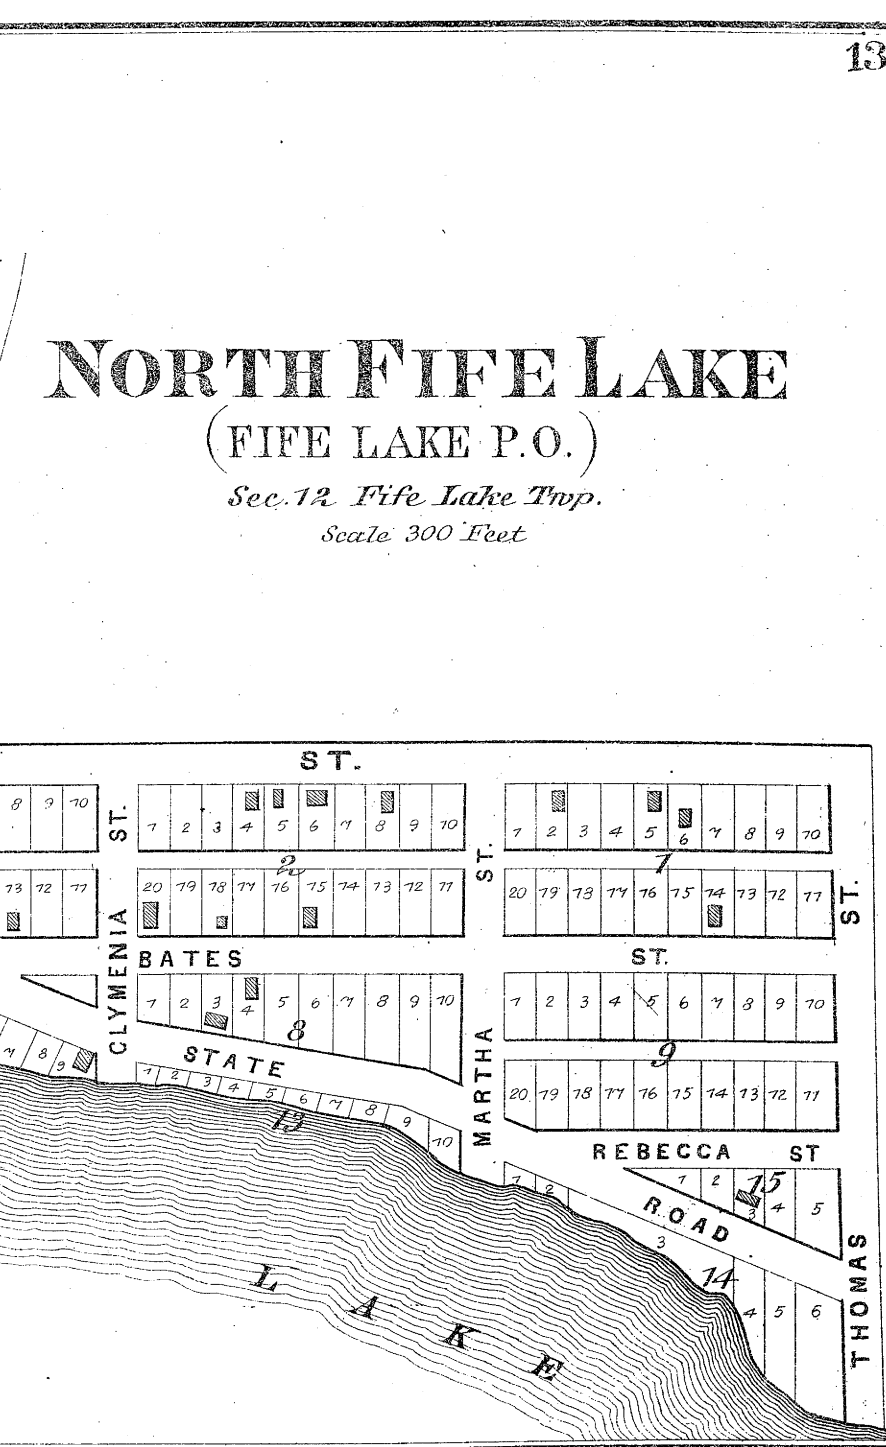 13
NORTH FIFE LAKE
(FIFE LAKE P.O.)
Sec. 12 Fife Lake Twp.
Scale 300 Feet
ST.
8 9 10
ST.
1 2 3 4 5 6 7 8 9 10
1 2 3 4 5 6 7 8 9 10
2
1
ST.
13 12 11
20 19 18 17 16 15 14 13 12 11
20 19 18 17 16 15 14 13 12 11
ST.
CLYMENIA
BATES
ST.
1 2 3 4 5 6 7 8 9 10
1 2 3 4 5 6 7 8 9 10
8
9
7 8 9
STATE
MARTHA
1 2 3 4 5 6 7 8 9 10
13
20 19 18 17 16 15 14 13 12 11
REBECCA ST
1 2 3 4 5
15
1 2 3
ROAD
14
4 5 6
THOMAS
LAKE